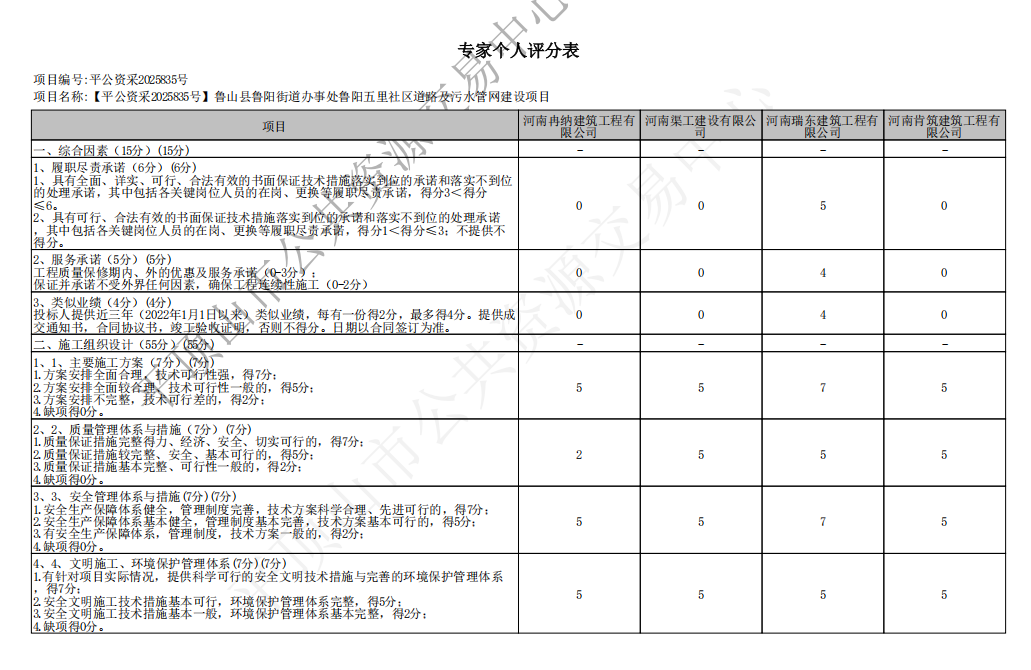 专家个人评分表
项目编号:平公资采2025835号
项目名称:【平公资采2025835号】鲁山县鲁阳街道办事处鲁阳五里社区道路及污水管网建设项目
项目 河南冉纳建筑工程有限公司 河南渠工建设有限公司 河南瑞东建筑工程有限公司 河南肯筑建筑工程有限公司
一、综合因素（15分）(15分) － － － －
1、履职尽责承诺（6分）(6分)
1、具有全面、详实、可行、合法有效的书面保证技术措施落实到位的承诺和落实不到位
的处理承诺，其中包括各关键岗位人员的在岗、更换等履职尽责承诺，得分3＜得分
≤6。
2、具有可行、合法有效的书面保证技术措施落实到位的承诺和落实不到位的处理承诺
，其中包括各关键岗位人员的在岗、更换等履职尽责承诺，得分1＜得分≤3；不提供不
得分。
0 0 5 0
2、服务承诺（5分）(5分)
工程质量保修期内、外的优惠及服务承诺（0-3分）；
保证并承诺不受外界任何因素，确保工程连续性施工（0-2分）
0 0 4 0
3、类似业绩（4分）(4分)
投标人提供近三年（2022年1月1日以来）类似业绩，每有一份得2分，最多得4分。提供成
交通知书，合同协议书，竣工验收证明，否则不得分。日期以合同签订为准。
0 0 4 0
二、施工组织设计（55分）(55分) － － － －
1、1、主要施工方案（7分）(7分)
1.方案安排全面合理，技术可行性强，得7分；
2.方案安排全面较合理、技术可行性一般的，得5分；
3.方案安排不完整，技术可行差的，得2分；
4.缺项得0分。
5 5 7 5
2、2、质量管理体系与措施（7分）(7分)
1.质量保证措施完整得力、经济、安全、切实可行的，得7分；
2.质量保证措施较完整、安全、基本可行的，得5分；
3.质量保证措施基本完整、可行性一般的，得2分；
4.缺项得0分。
2 5 5 5
3、3、安全管理体系与措施(7分)(7分)
1.安全生产保障体系健全，管理制度完善，技术方案科学合理、先进可行的，得7分；
2.安全生产保障体系基本健全，管理制度基本完善，技术方案基本可行的，得5分；
3.有安全生产保障体系，管理制度，技术方案一般的，得2分；
4.缺项得0分。
5 5 7 5
4、4、文明施工、环境保护管理体系(7分)(7分)
1.有针对项目实际情况，提供科学可行的安全文明技术措施与完善的环境保护管理体系
，得7分；
2.安全文明施工技术措施基本可行，环境保护管理体系完整，得5分；
3.安全文明施工技术措施基本一般，环境保护管理体系基本完整，得2分；
4.缺项得0分。
5 5 5 5
平顶山市公共资源交易中心
平顶山市公共资源交易中心